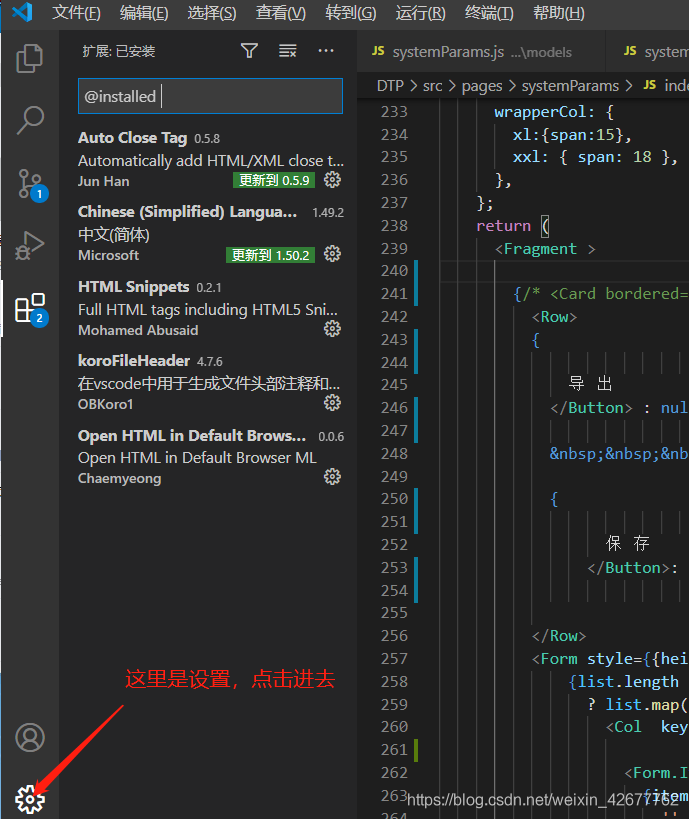 文件(F) 编辑(E) 选择(S) 查看(V) 转到(G) 运行(R) 终端(T) 帮助(H)
扩展: 已安装
@installed
Auto Close Tag 0.5.8
Automatically add HTML/XML close t...
Jun Han 更新到 0.5.9
Chinese (Simplified) Langua... 1.49.2
中文(简体)
Microsoft 更新到 1.50.2
HTML Snippets 0.2.1
Full HTML tags including HTML5 Sni...
Mohamed Abusaid
koroFileHeader 4.7.6
在vscode中用于生成文件头部注释和...
OBKoro1
Open HTML in Default Brows... 0.0.6
Open HTML in Default Browser ML
Chaemyeong
1
2
这里是设置，点击进去
JS systemParams.js ...\models JS system
DTP > src > pages > systemParams > JS inde
233 wrapperCol: {
234 xl:{span:15},
235 xxl: { span: 18 },
236 },
237 };
238 return (
239 <Fragment >
240
241 {/* <Card bordered=
242 <Row>
243 {
244
245 导 出
246 </Button> : nul
247
248 &nbsp;&nbsp;&nb
249
250 {
251
252 保 存
253 </Button>:
254
255
256 </Row>
257 <Form style={{hei
258 {list.length
259 ? list.map(
260 <Col key
261
262 <Form.I
263 {item
264
https://blog.csdn.net/weixin_42677762